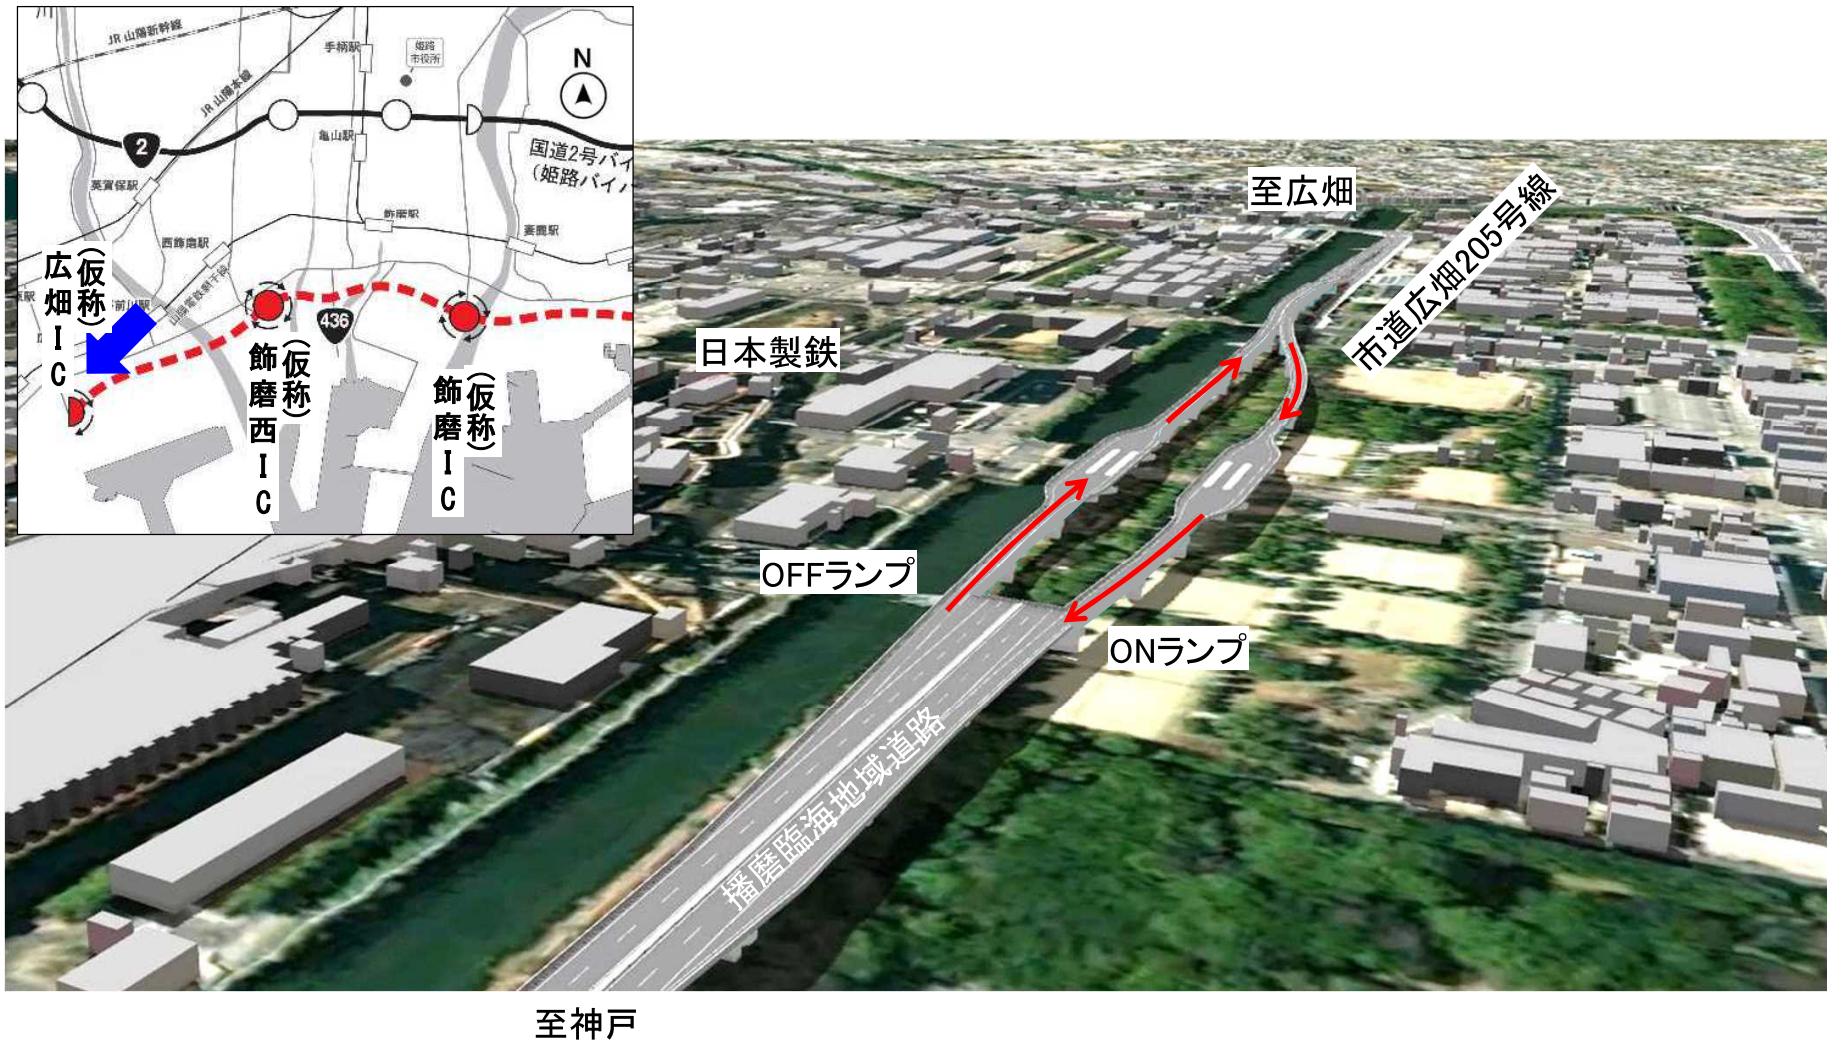 川
JR 山陽新幹線
手柄駅
姫路
市役所
N
JR 山陽本線
2
亀山駅
国道2号バイ
(姫路バイパ
英賀保駅
飾磨駅
西飾磨駅
妻鹿駅
(仮称)
広畑IC
山陽電鉄網干線
436
(仮称)
飾磨西IC
(仮称)
飾磨IC
至広畑
市道広畑205号線
日本製鉄
OFFランプ
ONランプ
播磨臨海地域道路
至神戸